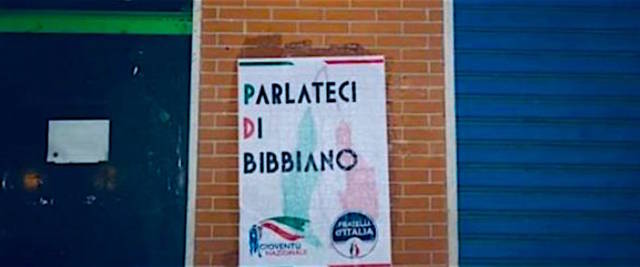 PARLATECI
DI
BIBBIANO
GIOVENTÙ
NAZIONALE
FRATELLI
d'ITALIA